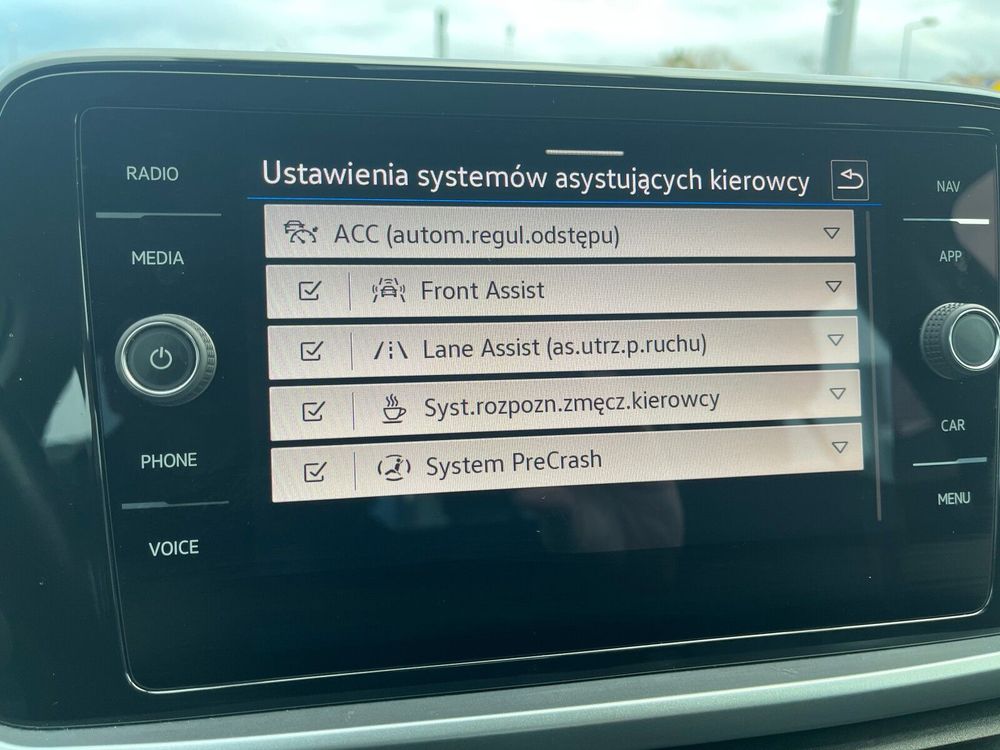 RADIO
MEDIA
PHONE
VOICE
Ustawienia systemów asystujących kierowcy
ACC (autom.regul.odstępu)
Front Assist
Lane Assist (as.utrz.p.ruchu)
Syst.rozpozn.zmęcz.kierowcy
System PreCrash
NAV
APP
CAR
MENU